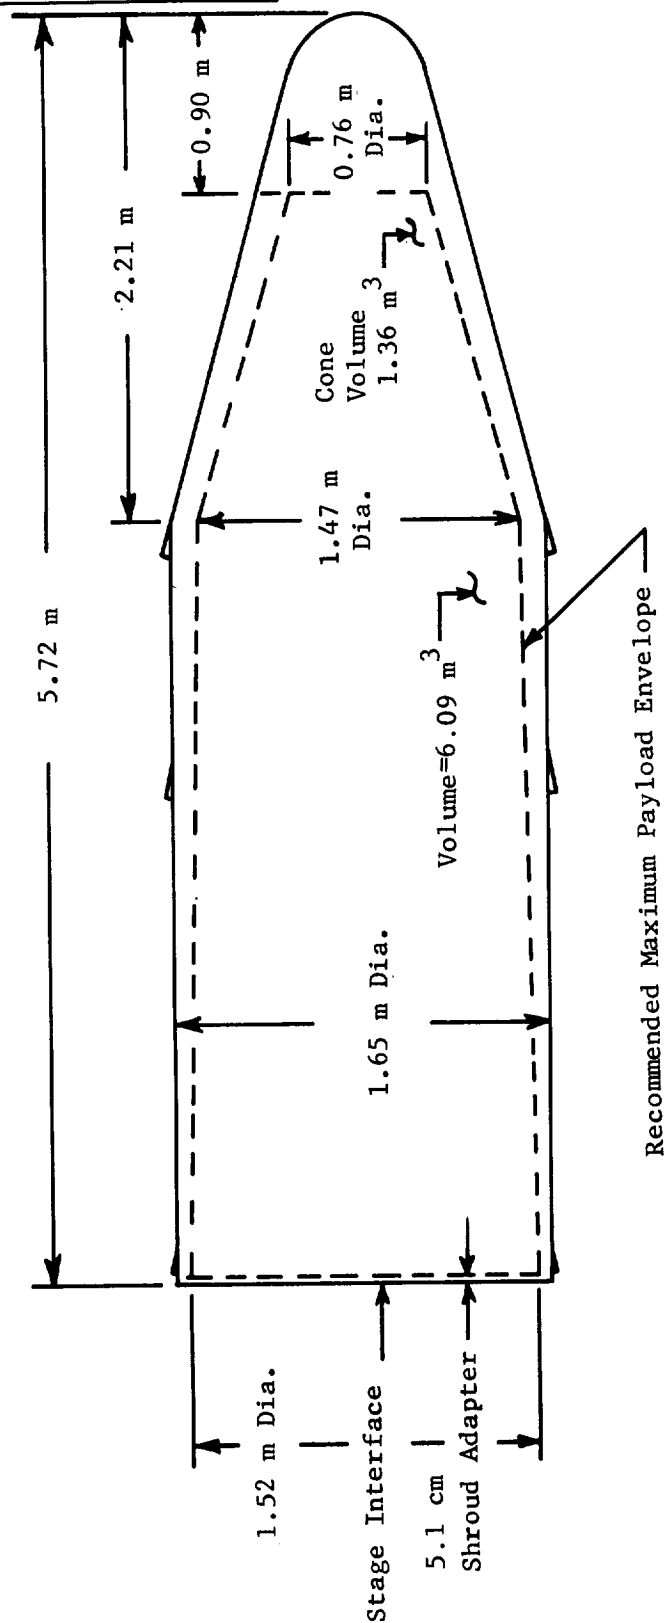 5.72 m
2.21 m
0.90 m
0.76 m
Dia.
Cone
Volume
1.36 m³
1.47 m
Dia.
Volume=6.09 m³
1.65 m Dia.
1.52 m Dia.
Stage Interface
5.1 cm
Shroud Adapter
Recommended Maximum Payload Envelope